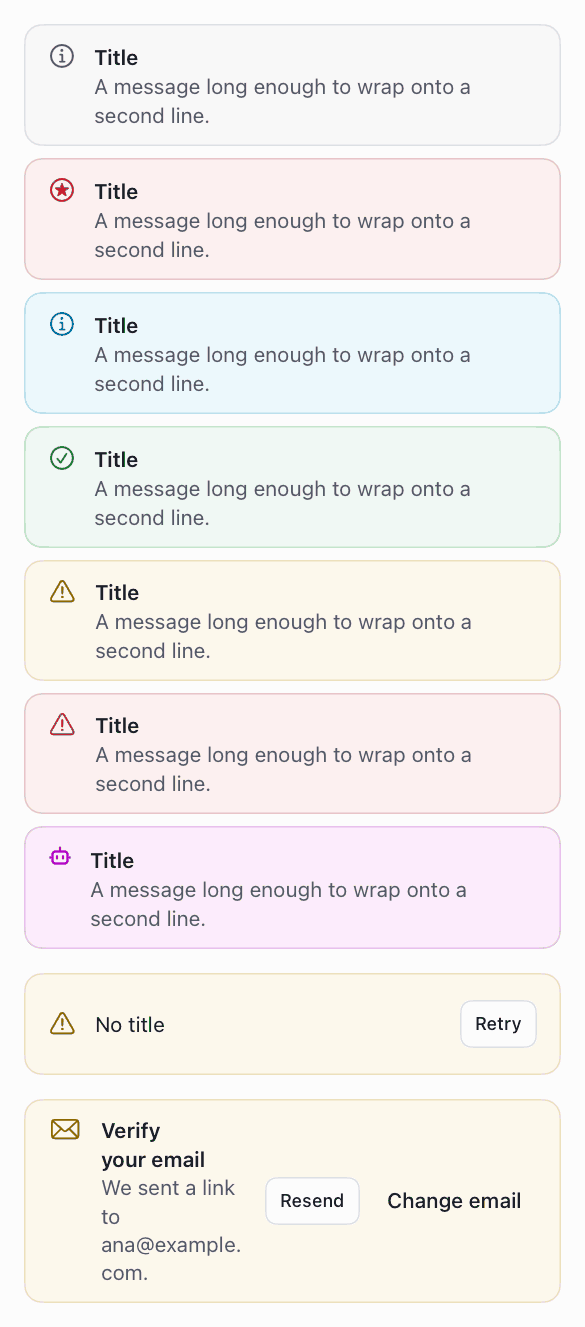 Title
A message long enough to wrap onto a
second line.
Title
A message long enough to wrap onto a
second line.
Title
A message long enough to wrap onto a
second line.
Title
A message long enough to wrap onto a
second line.
Title
A message long enough to wrap onto a
second line.
Title
A message long enough to wrap onto a
second line.
Title
A message long enough to wrap onto a
second line.
No title
Retry
Verify
your email
We sent a link
to
ana@example.
com.
Resend
Change email